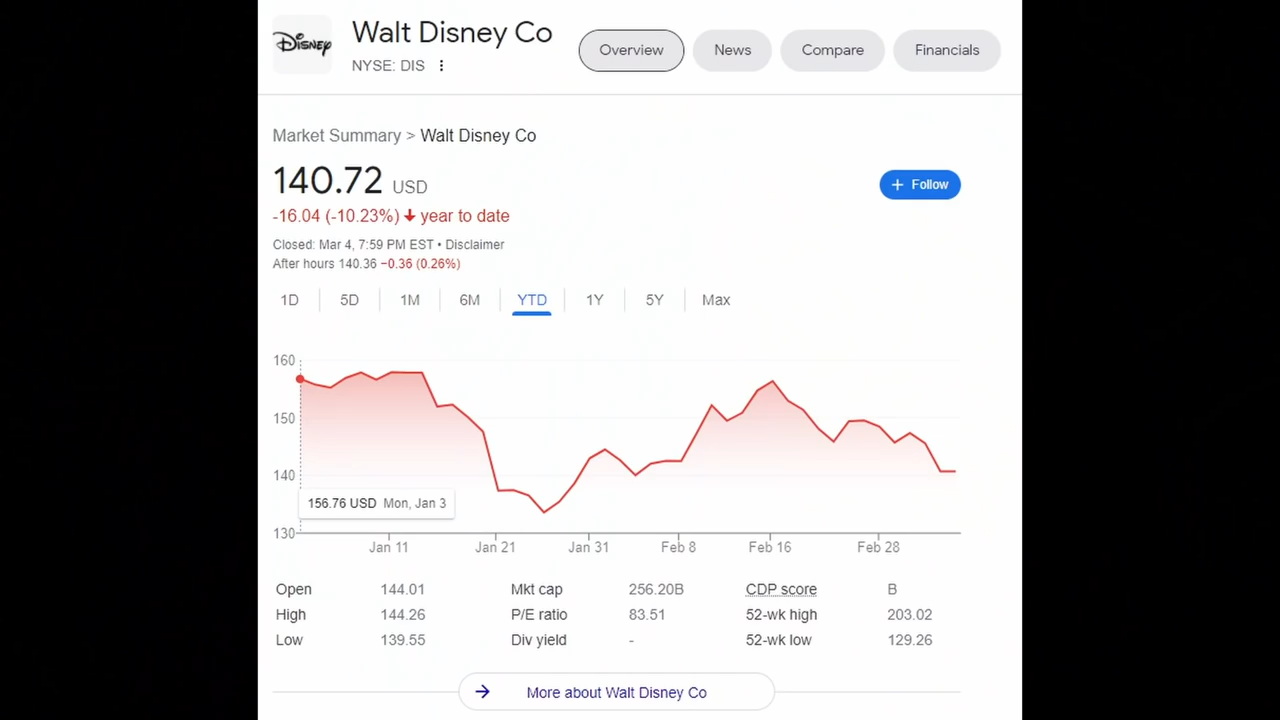 Disney
Walt Disney Co
NYSE: DIS
Overview
News
Compare
Financials
Market Summary > Walt Disney Co
140.72 USD
+ Follow
-16.04 (-10.23%) year to date
Closed: Mar 4, 7:59 PM EST • Disclaimer
After hours 140.36 −0.36 (0.26%)
1D 5D 1M 6M YTD 1Y 5Y Max
160
150
140
156.76 USD Mon, Jan 3
130
Jan 11 Jan 21 Jan 31 Feb 8 Feb 16 Feb 28
Open 144.01 Mkt cap 256.20B CDP score B
High 144.26 P/E ratio 83.51 52-wk high 203.02
Low 139.55 Div yield - 52-wk low 129.26
More about Walt Disney Co